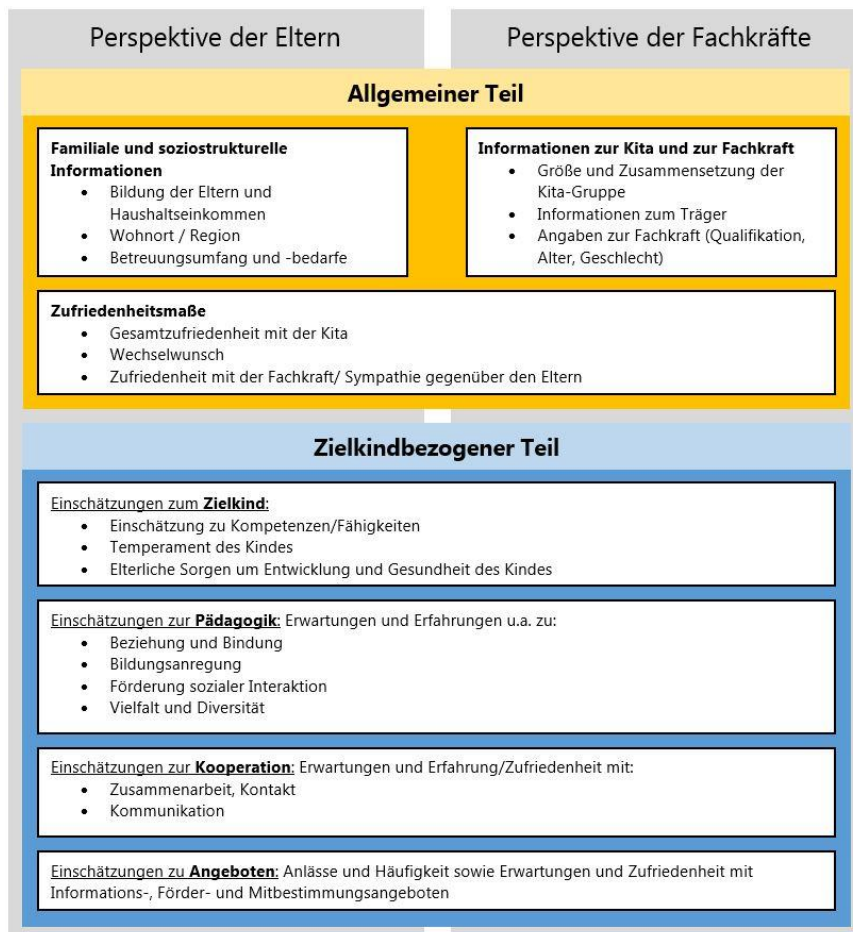 Perspektive der Eltern
Perspektive der Fachkräfte
Allgemeiner Teil
Familiale und soziostrukturelle
Informationen
• Bildung der Eltern und
Haushaltseinkommen
• Wohnort / Region
• Betreuungsumfang und -bedarfe
Informationen zur Kita und zur Fachkraft
• Größe und Zusammensetzung der
Kita-Gruppe
• Informationen zum Träger
• Angaben zur Fachkraft (Qualifikation,
Alter, Geschlecht)
Zufriedenheitsmaße
• Gesamtzufriedenheit mit der Kita
• Wechselwunsch
• Zufriedenheit mit der Fachkraft/ Sympathie gegenüber den Eltern
Zielkindbezogener Teil
Einschätzungen zum Zielkind:
• Einschätzung zu Kompetenzen/Fähigkeiten
• Temperament des Kindes
• Elterliche Sorgen um Entwicklung und Gesundheit des Kindes
Einschätzungen zur Pädagogik: Erwartungen und Erfahrungen u.a. zu:
• Beziehung und Bindung
• Bildungsanregung
• Förderung sozialer Interaktion
• Vielfalt und Diversität
Einschätzungen zur Kooperation: Erwartungen und Erfahrung/Zufriedenheit mit:
• Zusammenarbeit, Kontakt
• Kommunikation
Einschätzungen zu Angeboten: Anlässe und Häufigkeit sowie Erwartungen und Zufriedenheit mit
Informations-, Förder- und Mitbestimmungsangeboten